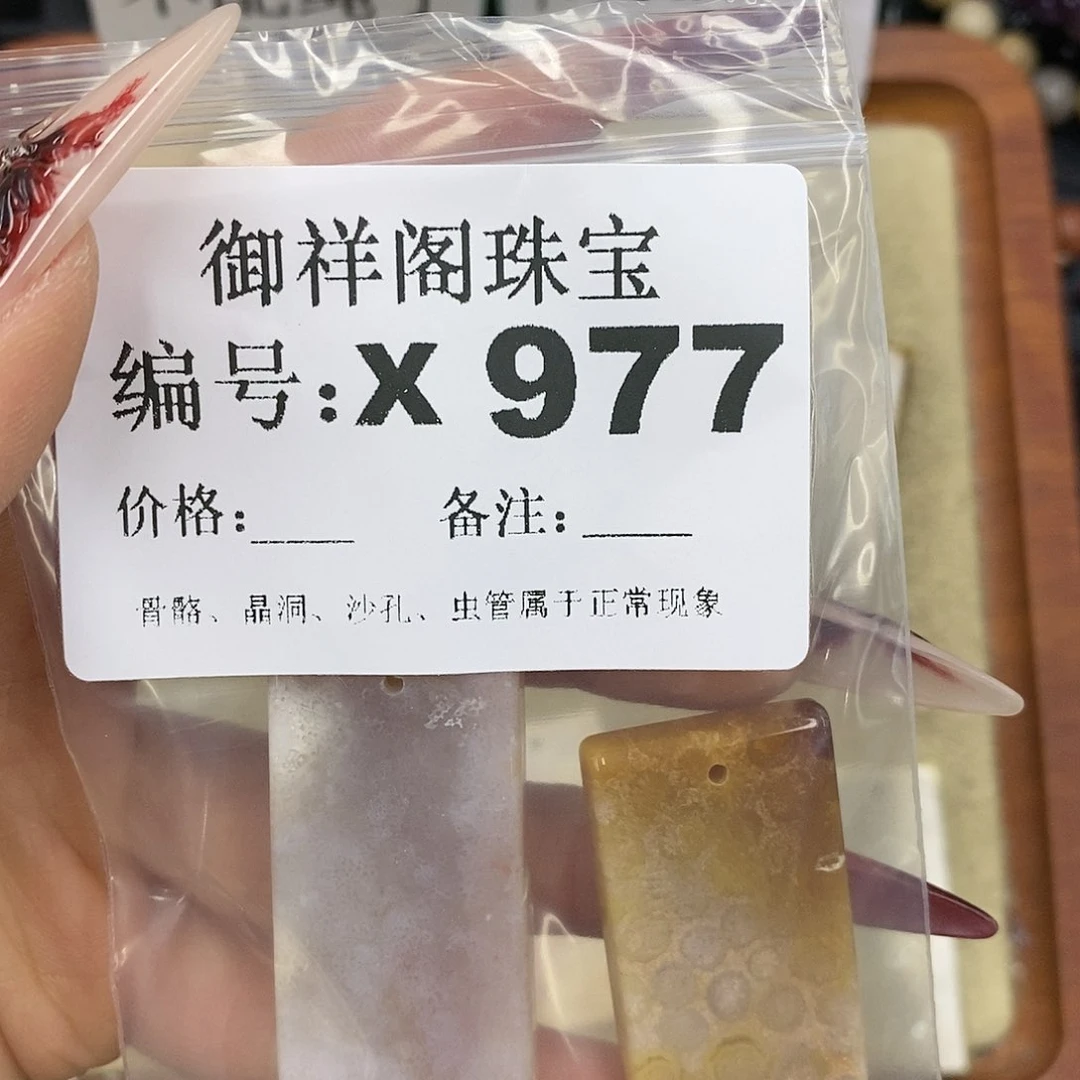 御祥阁珠宝
编号:X 977
价格:____ 备注:____
骨骼、晶洞、沙孔、虫管属于正常现象